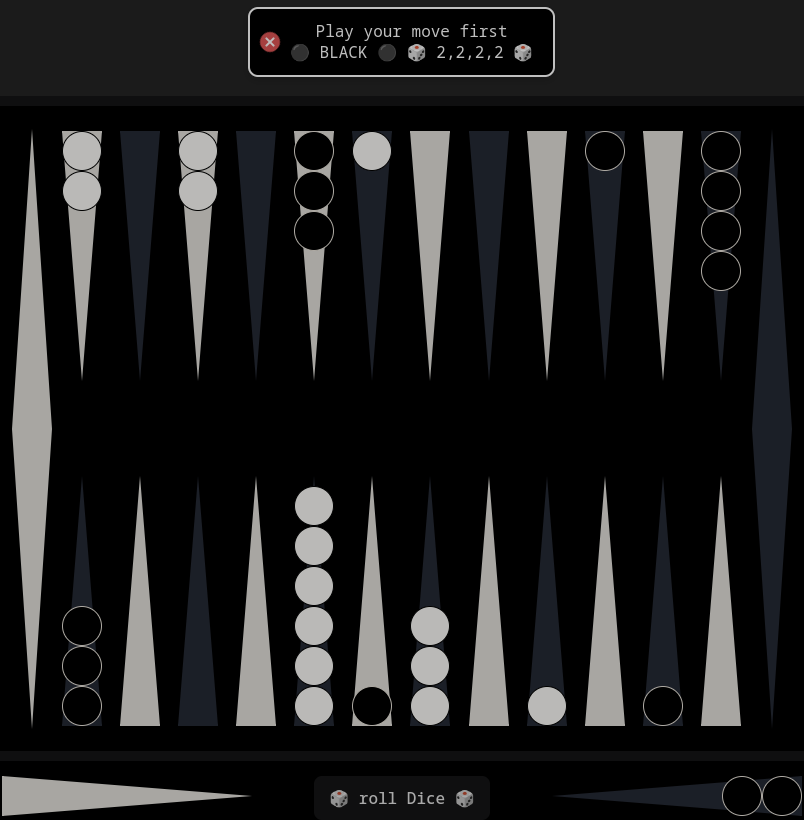 Play your move first
⚫ BLACK ⚫ 🎲 2,2,2,2 🎲
🎲 roll Dice 🎲